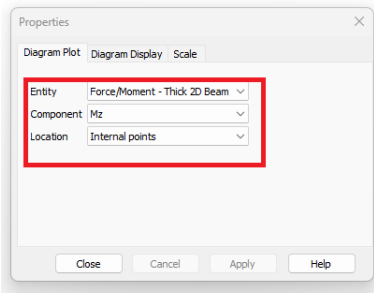 Properties
Diagram Plot Diagram Display Scale
Entity Force/Moment - Thick 2D Beam
Component Mz
Location Internal points
Close Cancel Apply Help